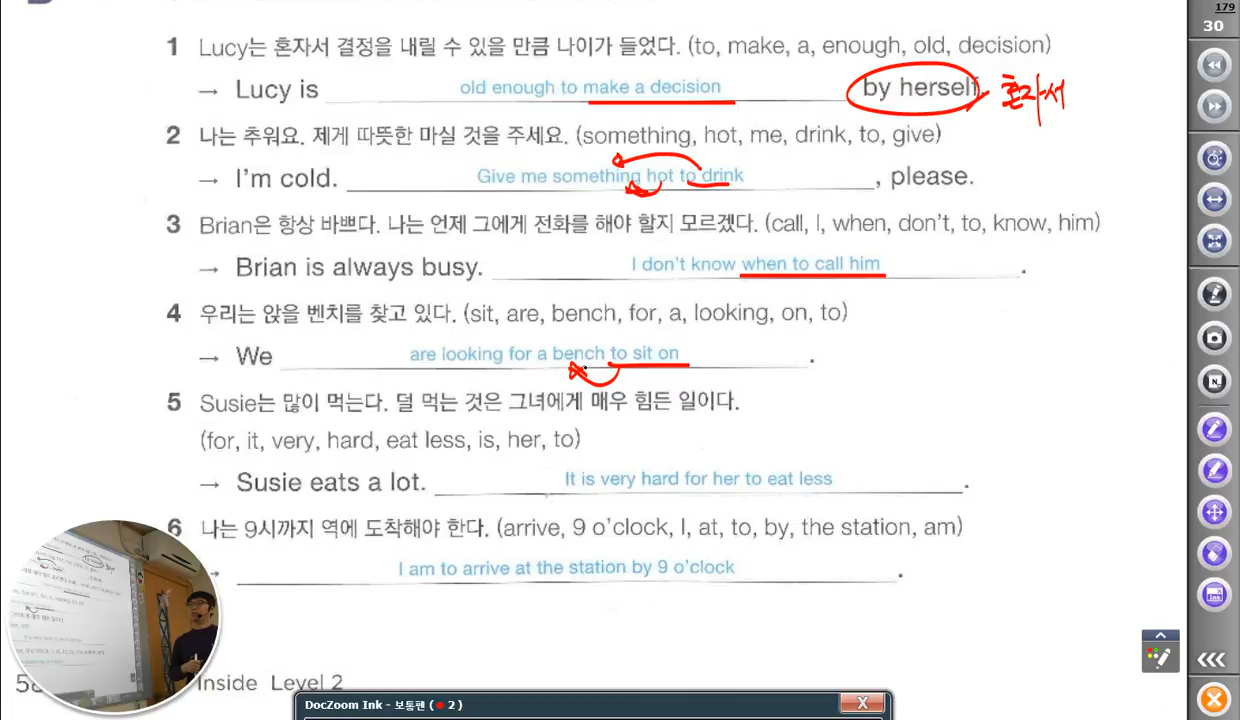 179
30
1 Lucy는 혼자서 결정을 내릴 수 있을 만큼 나이가 들었다. (to, make, a, enough, old, decision)
→ Lucy is old enough to make a decision by herself. 혼자서
2 나는 추워요. 제게 따뜻한 마실 것을 주세요. (something, hot, me, drink, to, give)
→ I'm cold. Give me something hot to drink, please.
3 Brian은 항상 바쁘다. 나는 언제 그에게 전화를 해야 할지 모르겠다. (call, I, when, don't, to, know, him)
→ Brian is always busy. I don't know when to call him.
4 우리는 앉을 벤치를 찾고 있다. (sit, are, bench, for, a, looking, on, to)
→ We are looking for a bench to sit on.
5 Susie는 많이 먹는다. 덜 먹는 것은 그녀에게 매우 힘든 일이다.
(for, it, very, hard, eat less, is, her, to)
→ Susie eats a lot. It is very hard for her to eat less.
6 나는 9시까지 역에 도착해야 한다. (arrive, 9 o'clock, I, at, to, by, the station, am)
→ I am to arrive at the station by 9 o'clock.
Inside Level 2
DocZoom Ink - 보통펜 ( 2 )